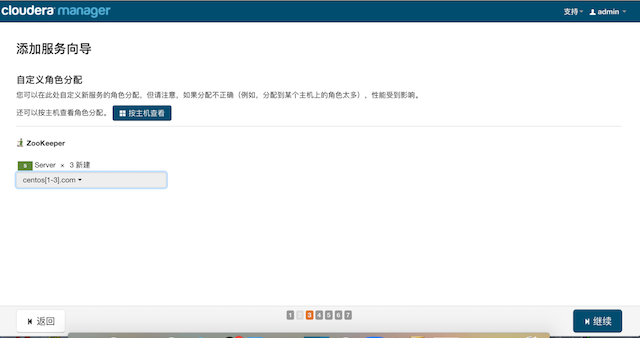 cloudera manager
支持 admin
添加服务向导
自定义角色分配
您可以在此处自定义新服务的角色分配，但请注意，如果分配不正确（例如，分配到某个主机上的角色太多），性能受到影响。
还可以按主机查看角色分配。 按主机查看
ZooKeeper
S Server × 3 新建
centos[1-3].com
返回 1 2 3 4 5 6 7 继续